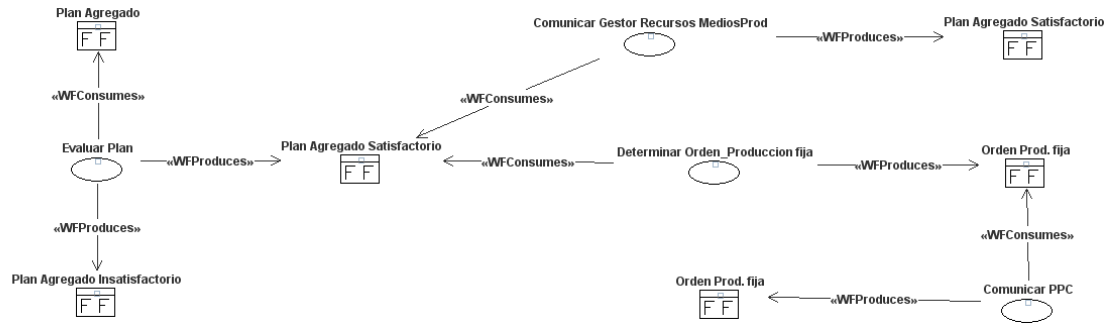 Plan Agregado
F F
Comunicar Gestor Recursos MediosProd
Plan Agregado Satisfactorio
F F
«WFProduces»
«WFConsumes»
«WFConsumes»
Evaluar Plan
Plan Agregado Satisfactorio
F F
Determinar Orden_Produccion fija
Orden Prod. fija
F F
«WFProduces»
«WFConsumes»
«WFProduces»
«WFProduces»
«WFConsumes»
Plan Agregado Insatisfactorio
F F
Orden Prod. fija
F F
Comunicar PPC
«WFProduces»